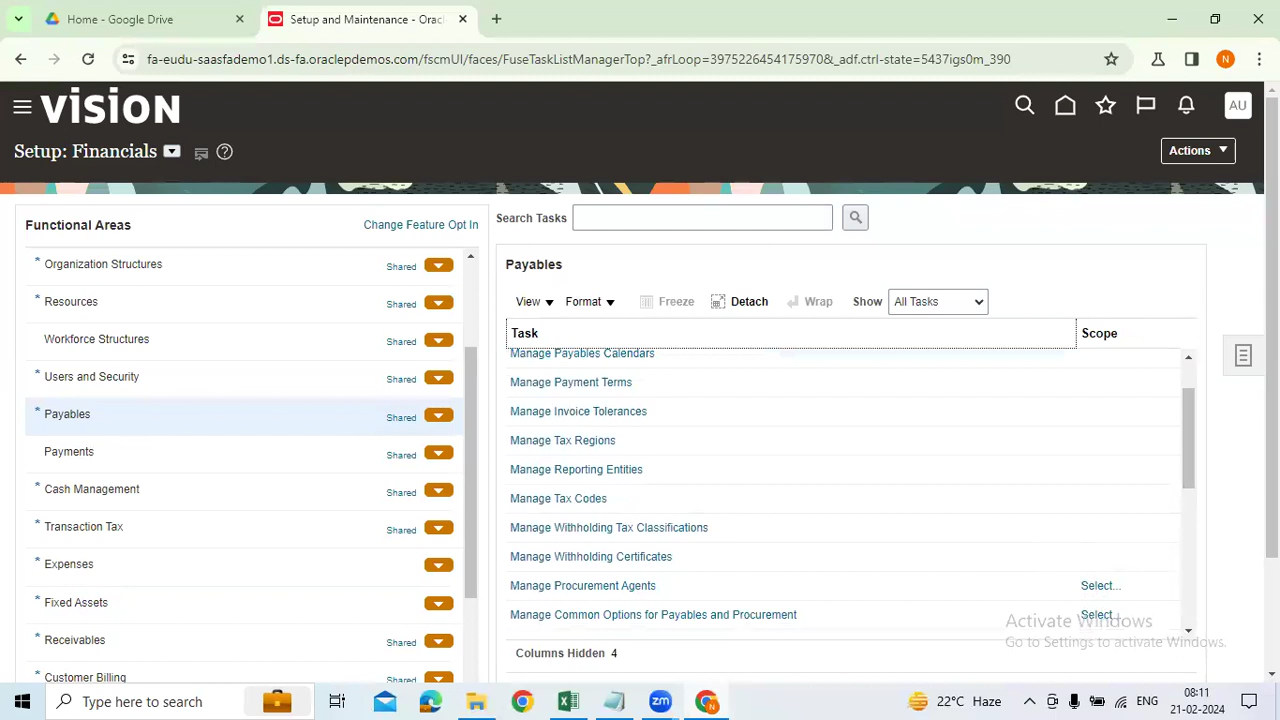 Home - Google Drive
Setup and Maintenance - Orac
fa-eudu-saasfademo1.ds-fa.oraclepdemos.com/fscmUI/faces/FuseTaskListManagerTop?_afrLoop=3975226454175970&_adf.ctrl-state=5437igs0m_390
N
VISION
AU
Setup: Financials
Actions
Functional Areas
Change Feature Opt In
Search Tasks
Organization Structures Shared
Resources Shared
Workforce Structures Shared
Users and Security Shared
Payables Shared
Payments Shared
Cash Management Shared
Transaction Tax Shared
Expenses
Fixed Assets
Receivables Shared
Customer Billing Shared
Payables
View Format Freeze Detach Wrap Show All Tasks
Task Scope
Manage Payables Calendars
Manage Payment Terms
Manage Invoice Tolerances
Manage Tax Regions
Manage Reporting Entities
Manage Tax Codes
Manage Withholding Tax Classifications
Manage Withholding Certificates
Manage Procurement Agents Select...
Manage Common Options for Payables and Procurement Select...
Activate Windows
Go to Settings to activate Windows.
Columns Hidden 4
Type here to search
zm
N
22°C Haze
ENG
08:11
21-02-2024